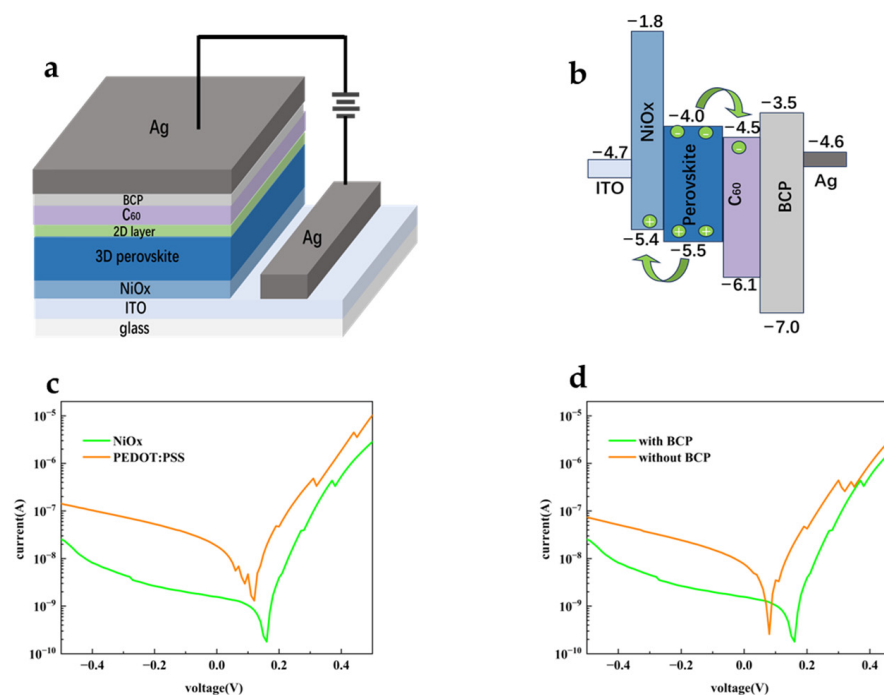 a
Ag
BCP
C₆₀
2D layer
3D perovskite
NiOx
ITO
glass
Ag
b
−1.8
NiOx
−5.4
−4.7
ITO
−4.0
Perovskite
−5.5
−4.5
C₆₀
−6.1
−3.5
BCP
−7.0
−4.6
Ag
− −
−
+
+ +
c
NiOx
PEDOT:PSS
10⁻⁵
10⁻⁶
10⁻⁷
10⁻⁸
10⁻⁹
10⁻¹⁰
current(A)
−0.4 −0.2 0.0 0.2 0.4
voltage(V)
d
with BCP
without BCP
10⁻⁵
10⁻⁶
10⁻⁷
10⁻⁸
10⁻⁹
10⁻¹⁰
current(A)
−0.4 −0.2 0.0 0.2 0.4
voltage(V)